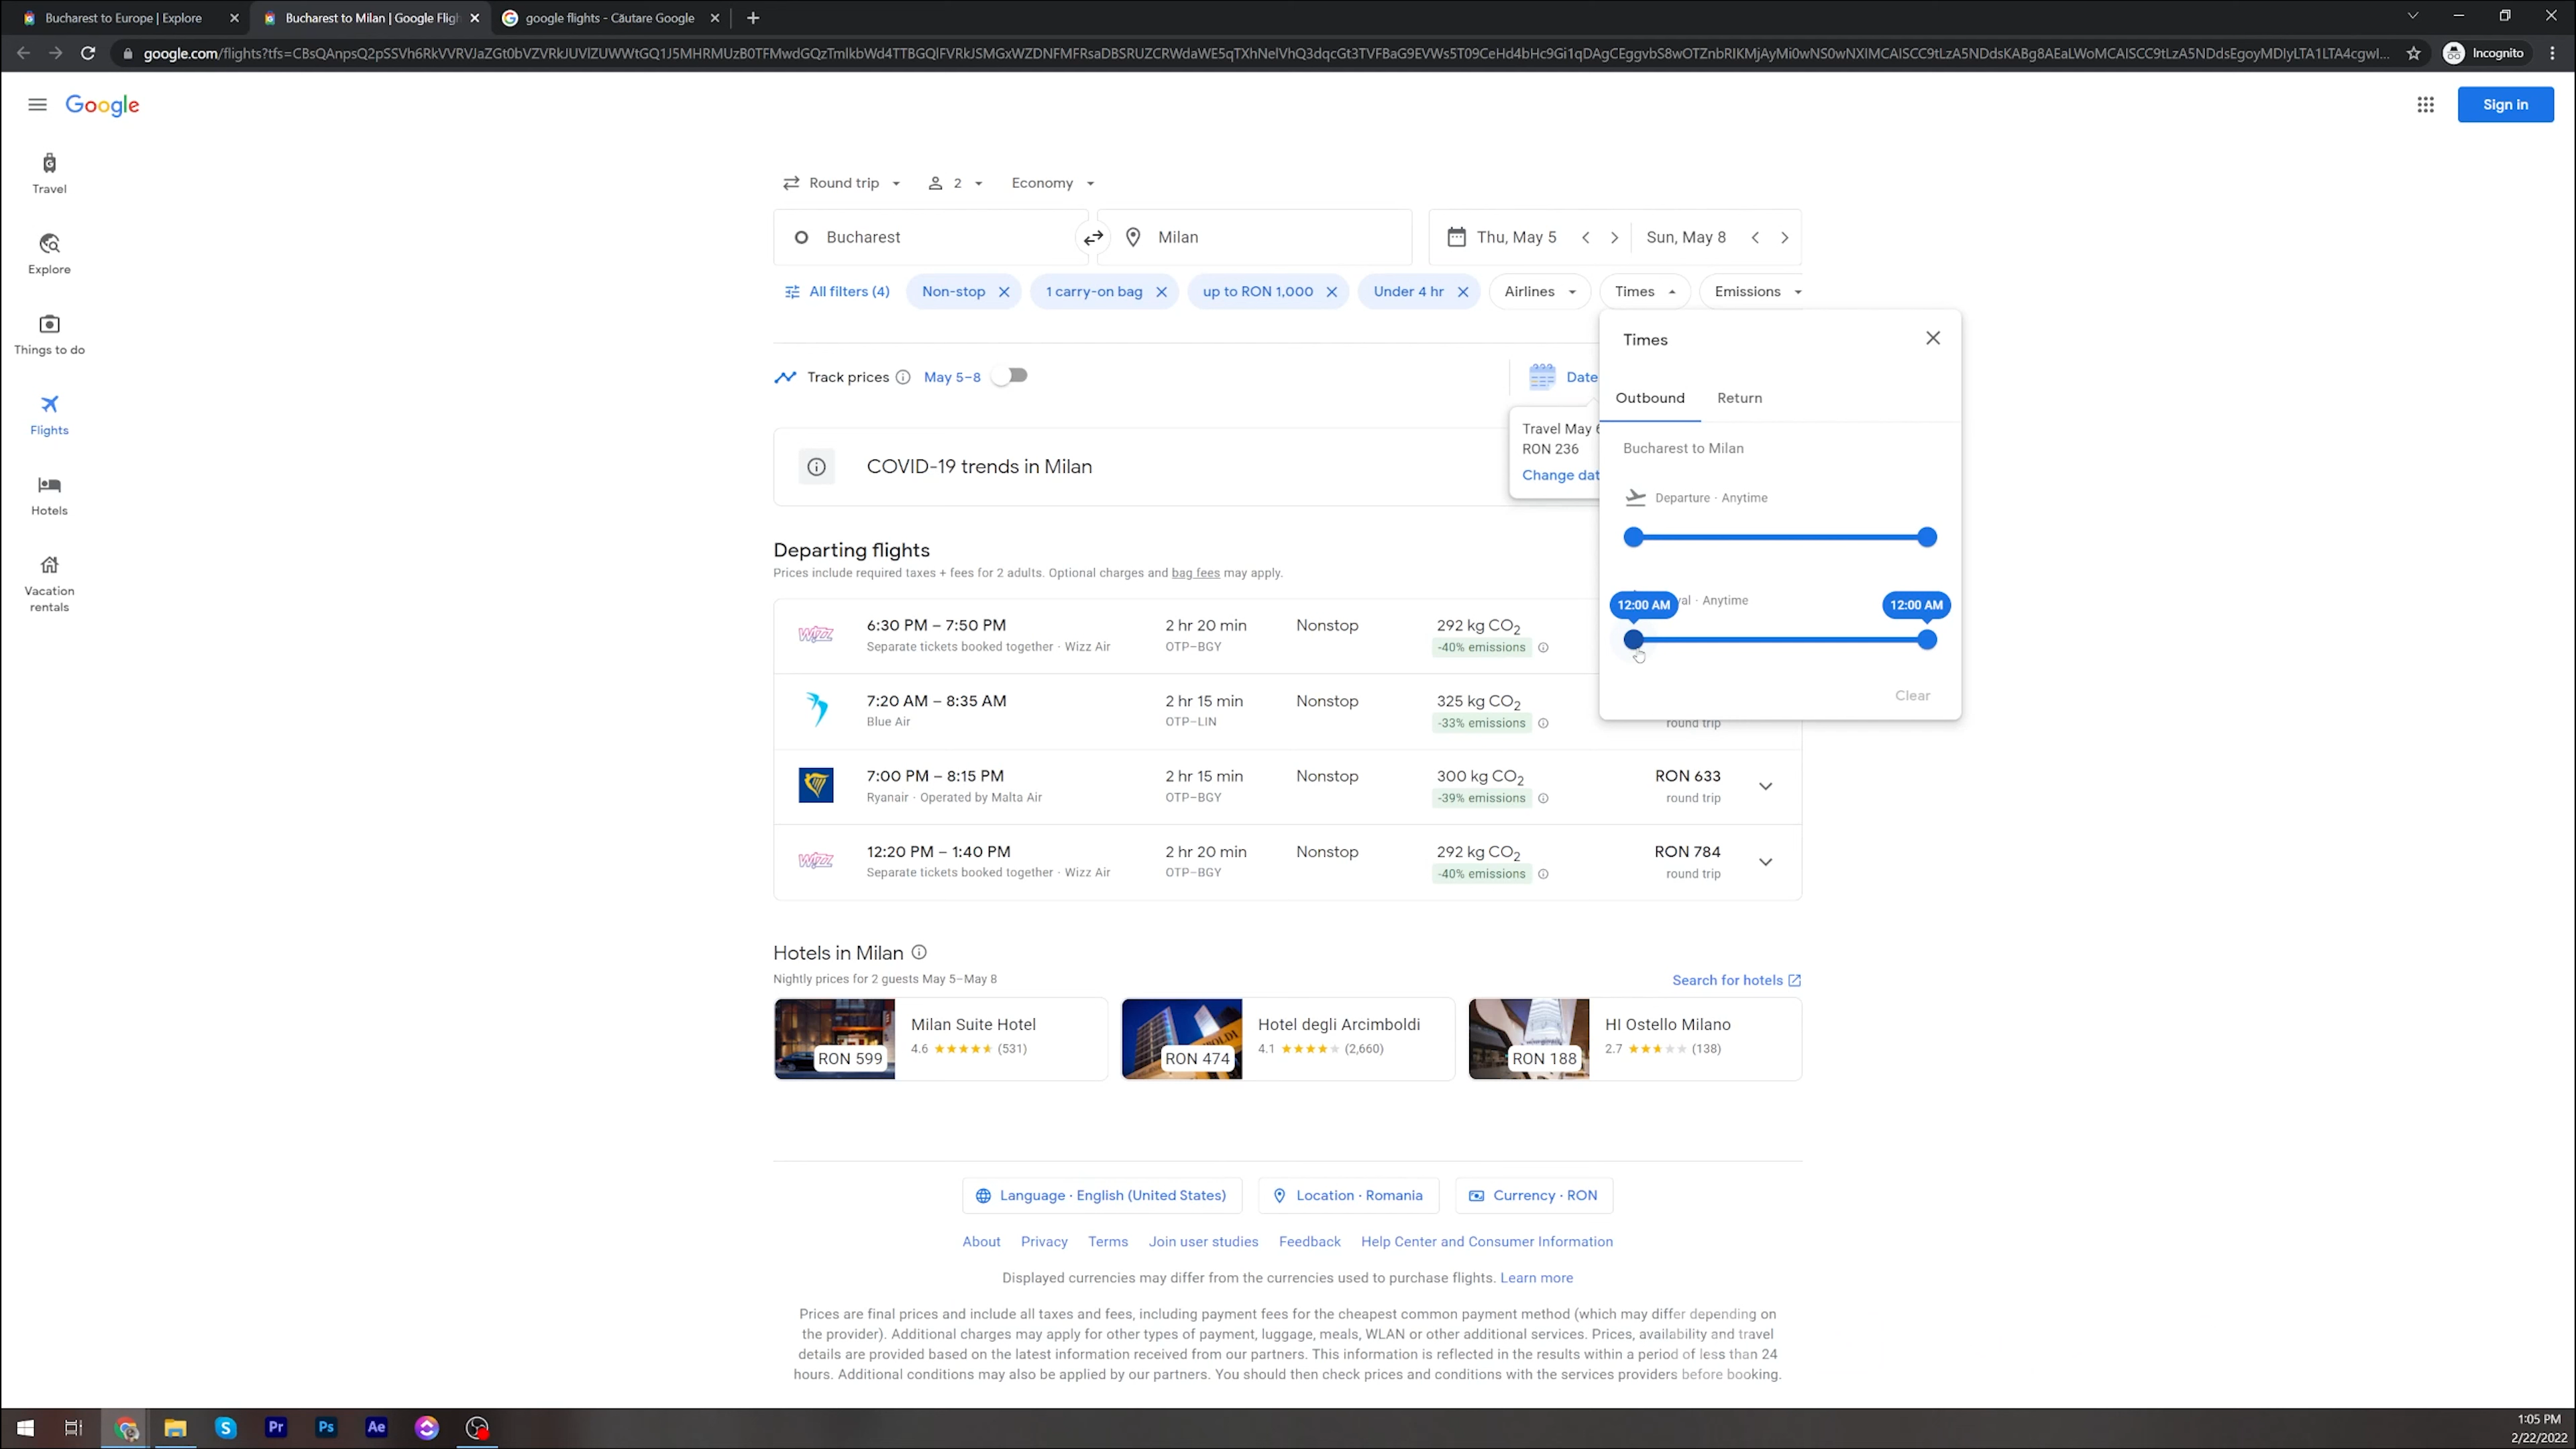 Bucharest to Europe | Explore
Bucharest to Milan | Google Fligh
google flights - Căutare Google
Incognito
Google
Sign in
Travel
Explore
Things to do
Flights
Hotels
Vacation
rentals
Round trip
2
Economy
Bucharest
Milan
Thu, May 5
Sun, May 8
All filters (4)
Non-stop
1 carry-on bag
up to RON 1,000
Under 4 hr
Airlines
Times
Emissions
Track prices
May 5–8
Date
Travel May
RON 236
Change dat
COVID-19 trends in Milan
Times
Outbound
Return
Bucharest to Milan
Departure · Anytime
val · Anytime
12:00 AM
12:00 AM
Clear
Departing flights
Prices include required taxes + fees for 2 adults. Optional charges and bag fees may apply.
WIZZ
6:30 PM – 7:50 PM
2 hr 20 min
Nonstop
292 kg CO2
Separate tickets booked together · Wizz Air
OTP–BGY
-40% emissions
7:20 AM – 8:35 AM
2 hr 15 min
Nonstop
325 kg CO2
Blue Air
OTP–LIN
-33% emissions
round trip
7:00 PM – 8:15 PM
2 hr 15 min
Nonstop
300 kg CO2
RON 633
Ryanair · Operated by Malta Air
OTP–BGY
-39% emissions
round trip
WIZZ
12:20 PM – 1:40 PM
2 hr 20 min
Nonstop
292 kg CO2
RON 784
Separate tickets booked together · Wizz Air
OTP–BGY
-40% emissions
round trip
Hotels in Milan
Nightly prices for 2 guests May 5–May 8
Search for hotels
Milan Suite Hotel
4.6
(531)
RON 599
Hotel degli Arcimboldi
4.1
(2,660)
RON 474
HI Ostello Milano
2.7
(138)
RON 188
Language · English (United States)
Location · Romania
Currency · RON
About
Privacy
Terms
Join user studies
Feedback
Help Center and Consumer Information
Displayed currencies may differ from the currencies used to purchase flights. Learn more
Prices are final prices and include all taxes and fees, including payment fees for the cheapest common payment method (which may differ depending on
the provider). Additional charges may apply for other types of payment, luggage, meals, WLAN or other additional services. Prices, availability and travel
details are provided based on the latest information received from our partners. This information is reflected in the results within a period of less than 24
hours. Additional conditions may also be applied by our partners. You should then check prices and conditions with the services providers before booking.
S
Pr
Ps
Ae
1:05 PM
2/22/2022